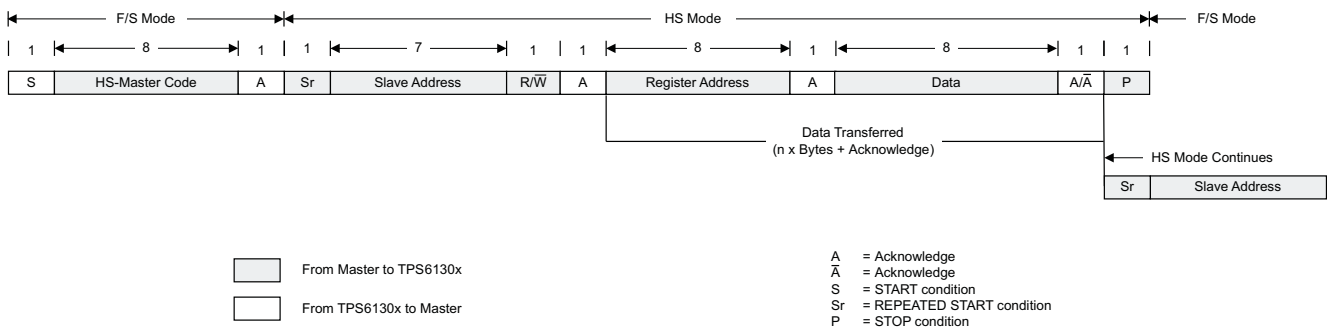 F/S Mode HS Mode F/S Mode
1 8 1 1 7 1 1 8 1 8 1 1
S HS-Master Code A Sr Slave Address R/W̅ A Register Address A Data A/A̅ P
Data Transferred
(n x Bytes + Acknowledge)
HS Mode Continues
Sr Slave Address
From Master to TPS6130x
From TPS6130x to Master
A = Acknowledge
A̅ = Acknowledge
S = START condition
Sr = REPEATED START condition
P = STOP condition